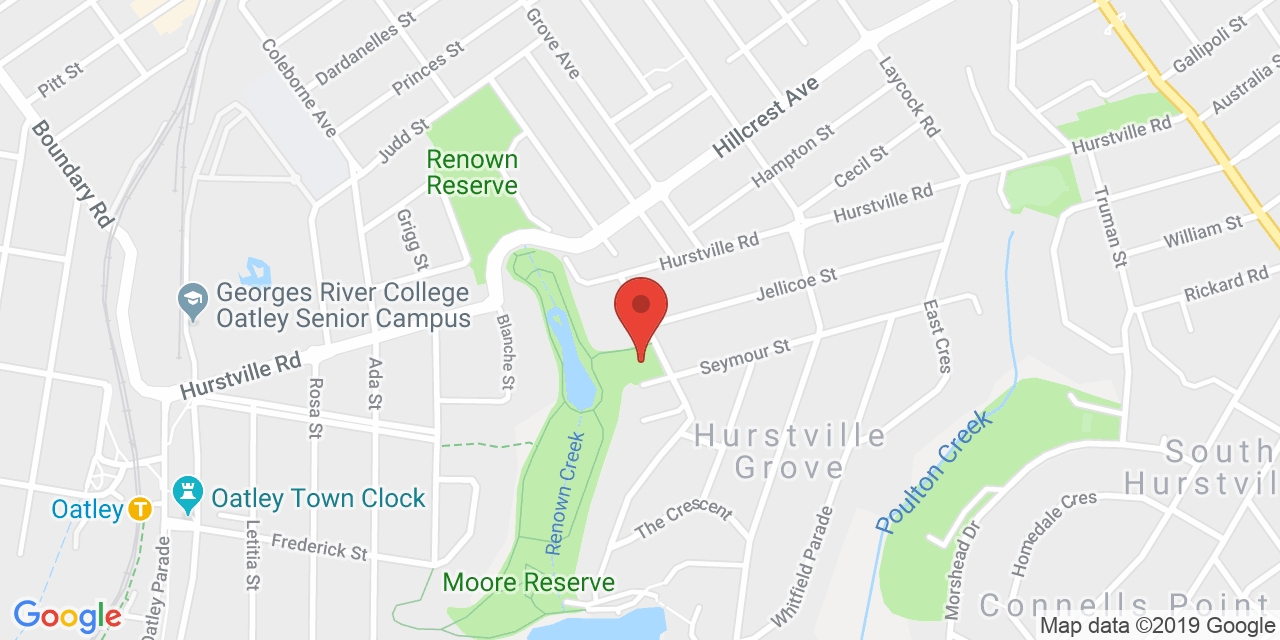 Pitt St
Dardanelles St
Coleborne Ave
Princes St
Grove Ave
Gallipoli St
Australia St
Laycock Rd
Hillcrest Ave
Boundary Rd
Judd St
Hampton St
Cecil St
Hurstville Rd
Renown
Reserve
Hurstville Rd
Truman St
Grigg St
William St
Hurstville Rd
Jellicoe St
Rickard Rd
Georges River College
Oatley Senior Campus
Blanche St
East Cres
Seymour St
Hurstville Rd
Ada St
Rosa St
Hurstville
Grove
Poulton Creek
South
Renown Creek
Oatley Town Clock
Oatley
T
The Crescent
Homedale Cres
Letitia St
Frederick St
Whitfield Parade
Morshead Dr
Moore Reserve
Oatley Parade
Connells Point
Google
Map data ©2019 Google